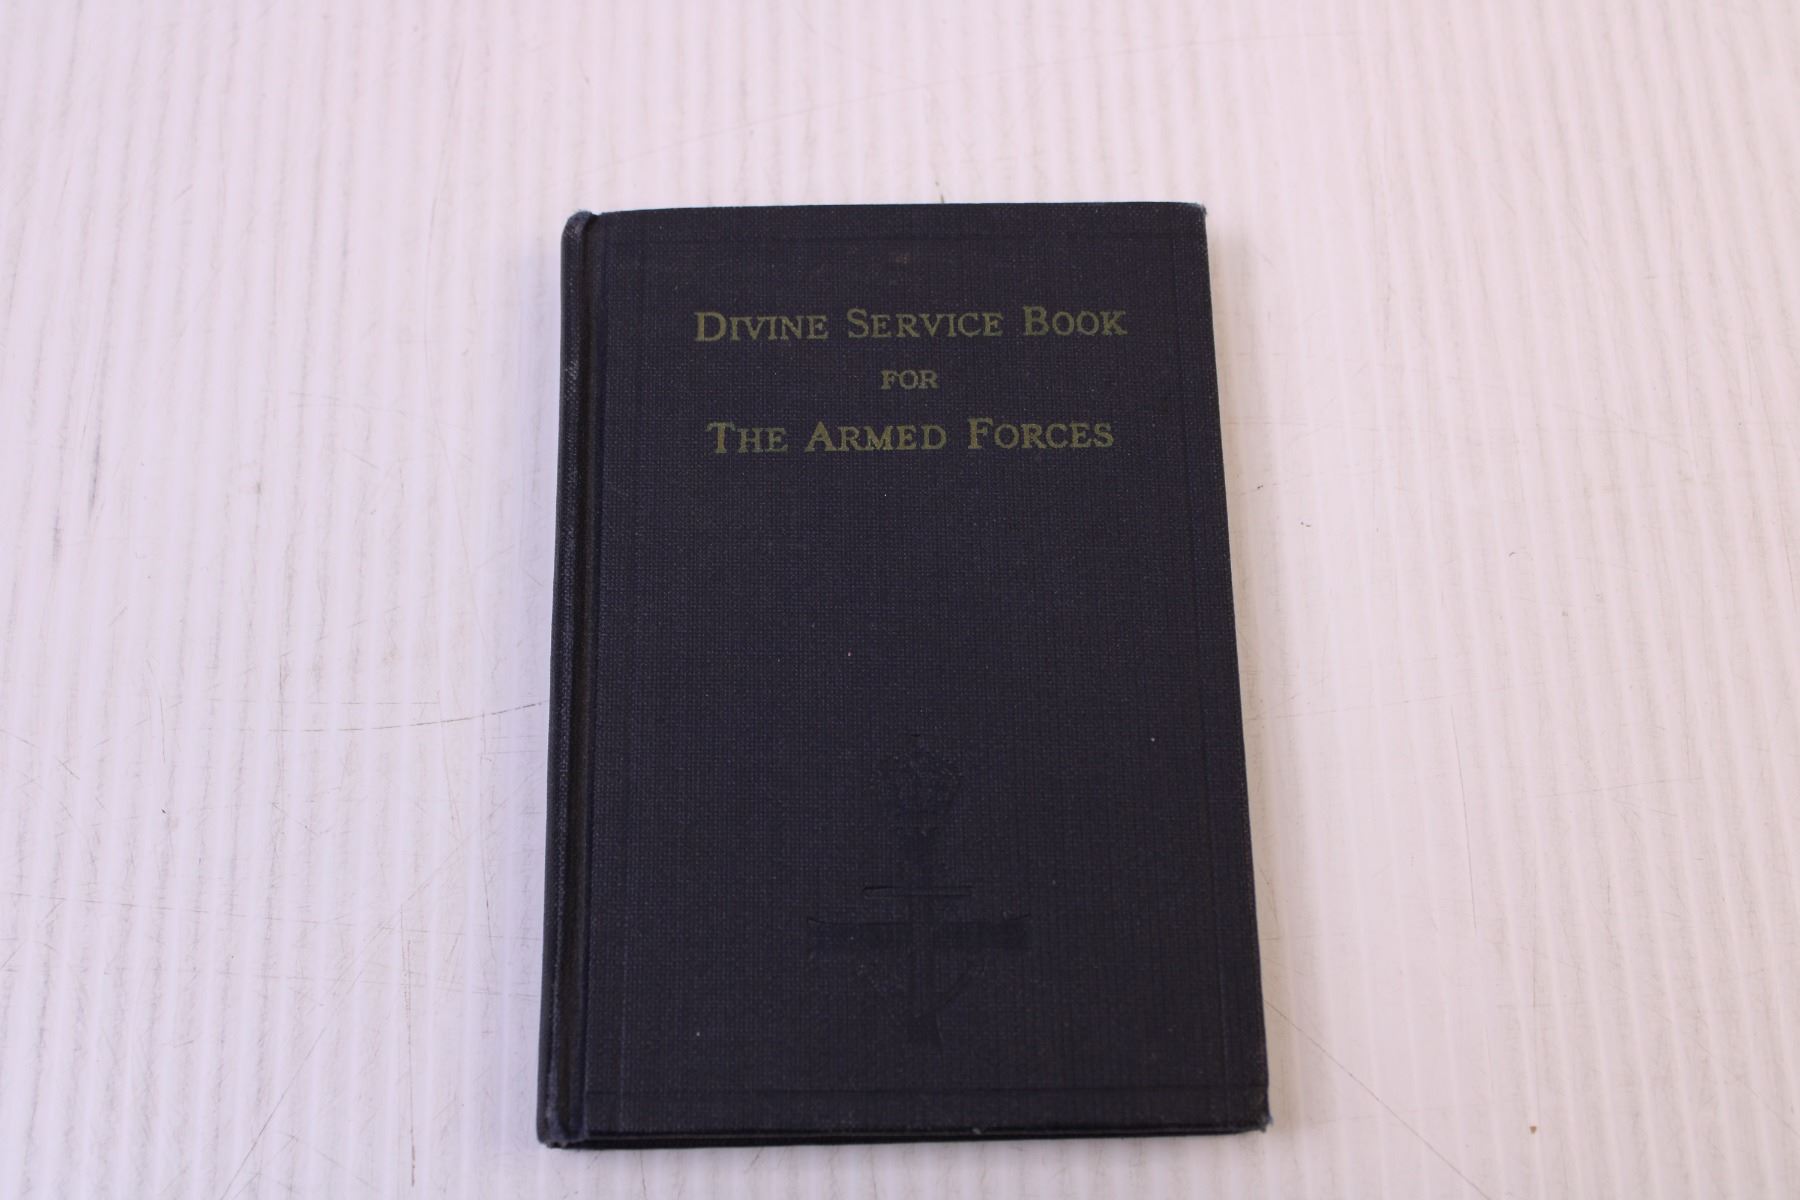 DIVINE SERVICE BOOK
FOR
THE ARMED FORCES